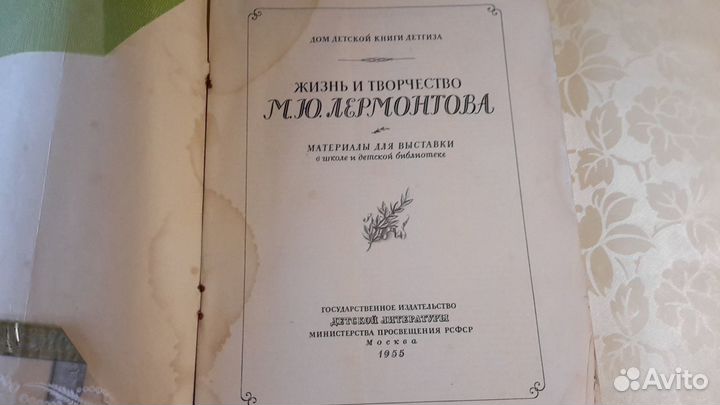 ДОМ ДЕТСКОЙ КНИГИ ДЕТГИЗА
ЖИЗНЬ И ТВОРЧЕСТВО
М.Ю. ЛЕРМОНТОВА
МАТЕРИАЛЫ ДЛЯ ВЫСТАВКИ
в школе и детской библиотеке
ГОСУДАРСТВЕННОЕ ИЗДАТЕЛЬСТВО
ДЕТСКОЙ ЛИТЕРАТУРЫ
МИНИСТЕРСТВА ПРОСВЕЩЕНИЯ РСФСР
Москва
1955
Avito